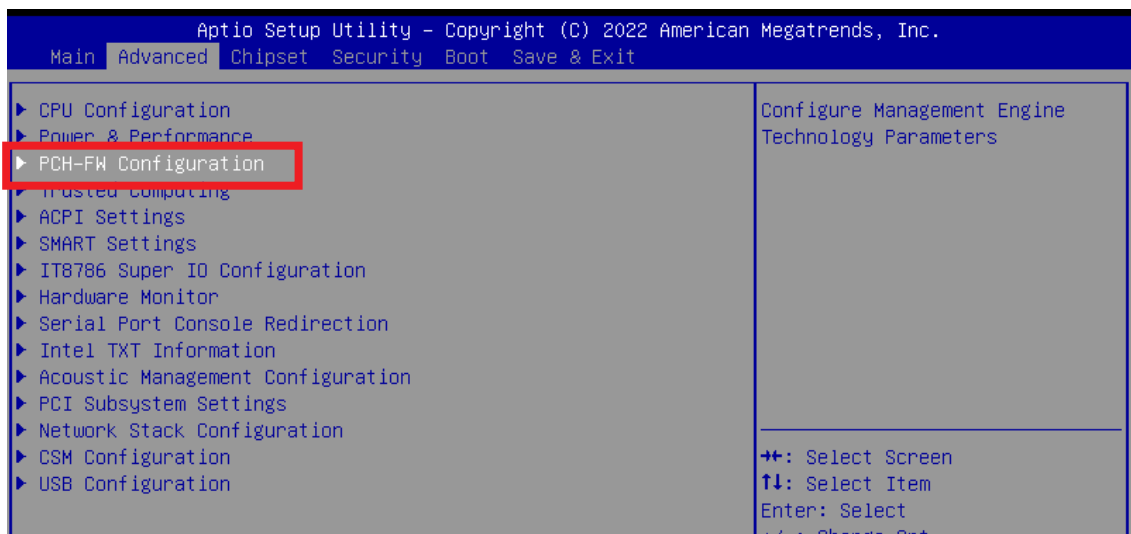 Aptio Setup Utility – Copyright (C) 2022 American Megatrends, Inc.
Main Advanced Chipset Security Boot Save & Exit
CPU Configuration
Power & Performance
PCH-FW Configuration
Trusted Computing
ACPI Settings
SMART Settings
IT8786 Super IO Configuration
Hardware Monitor
Serial Port Console Redirection
Intel TXT Information
Acoustic Management Configuration
PCI Subsystem Settings
Network Stack Configuration
CSM Configuration
USB Configuration
Configure Management Engine
Technology Parameters
→←: Select Screen
↑↓: Select Item
Enter: Select